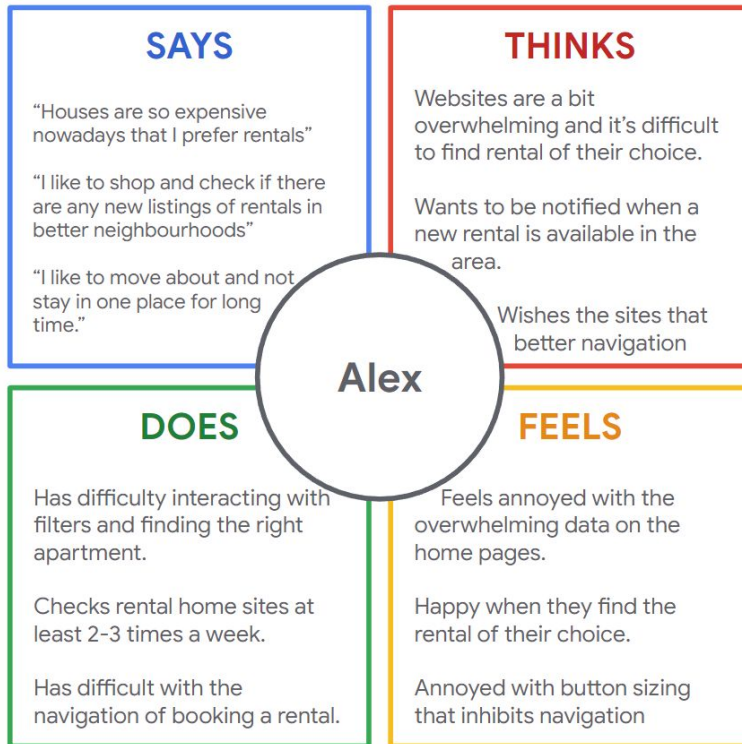 SAYS
“Houses are so expensive
nowadays that I prefer rentals”
“I like to shop and check if there
are any new listings of rentals in
better neighbourhoods”
“I like to move about and not
stay in one place for long
time.”
THINKS
Websites are a bit
overwhelming and it’s difficult
to find rental of their choice.
Wants to be notified when a
new rental is available in the
area.
Wishes the sites that
better navigation
Alex
DOES
Has difficulty interacting with
filters and finding the right
apartment.
Checks rental home sites at
least 2-3 times a week.
Has difficult with the
navigation of booking a rental.
FEELS
Feels annoyed with the
overwhelming data on the
home pages.
Happy when they find the
rental of their choice.
Annoyed with button sizing
that inhibits navigation